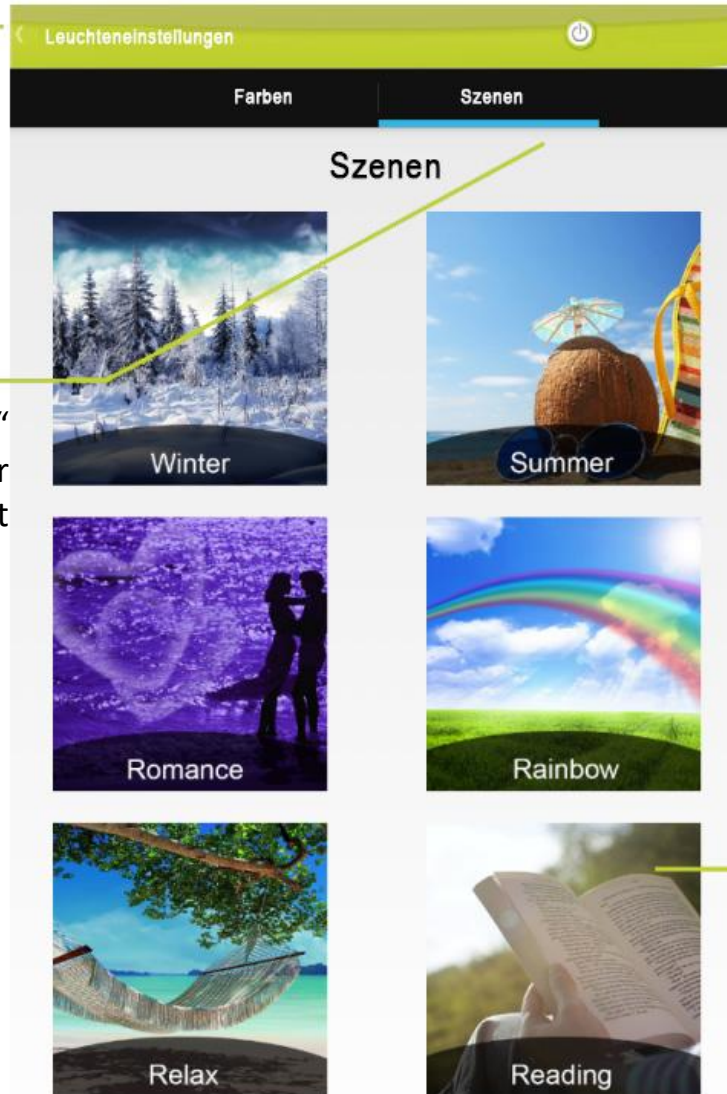 Leuchteneinstellungen
Farben
Szenen
Szenen
Winter
Summer
“
r
t
Romance
Rainbow
Relax
Reading